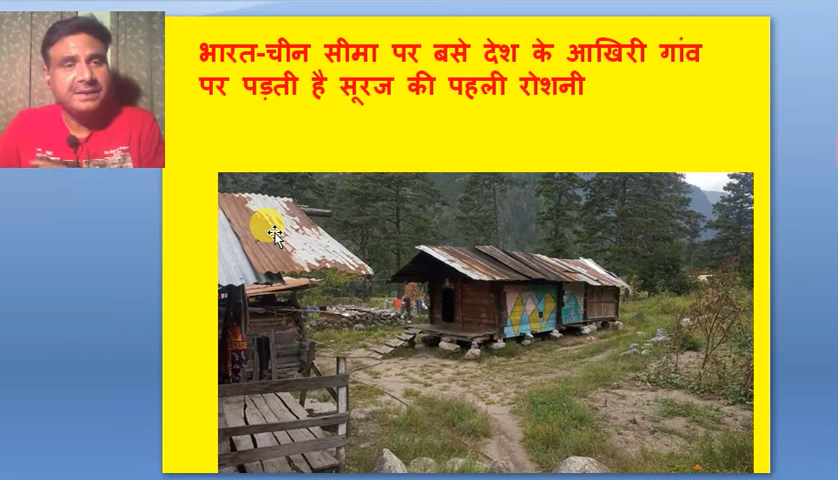 भारत-चीन सीमा पर बसे देश के आखिरी गांव
पर पड़ती है सूरज की पहली रोशनी